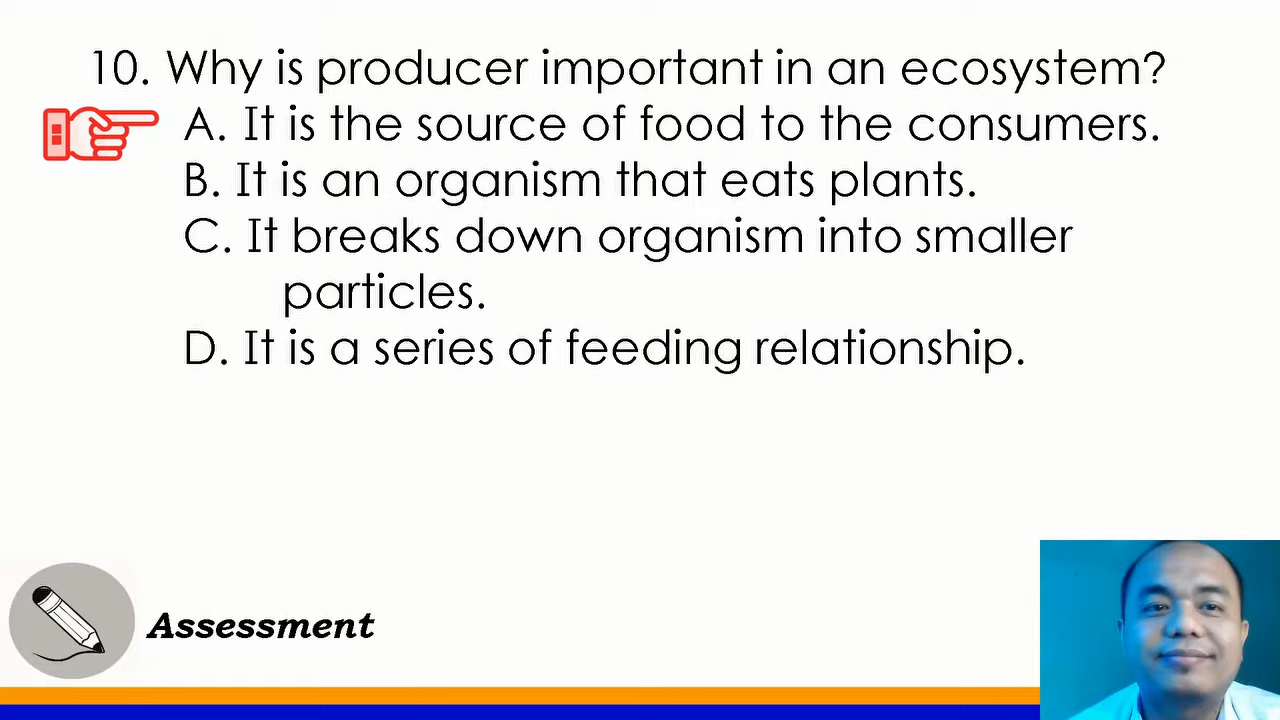 10. Why is producer important in an ecosystem?
A. It is the source of food to the consumers.
B. It is an organism that eats plants.
C. It breaks down organism into smaller
particles.
D. It is a series of feeding relationship.
Assessment